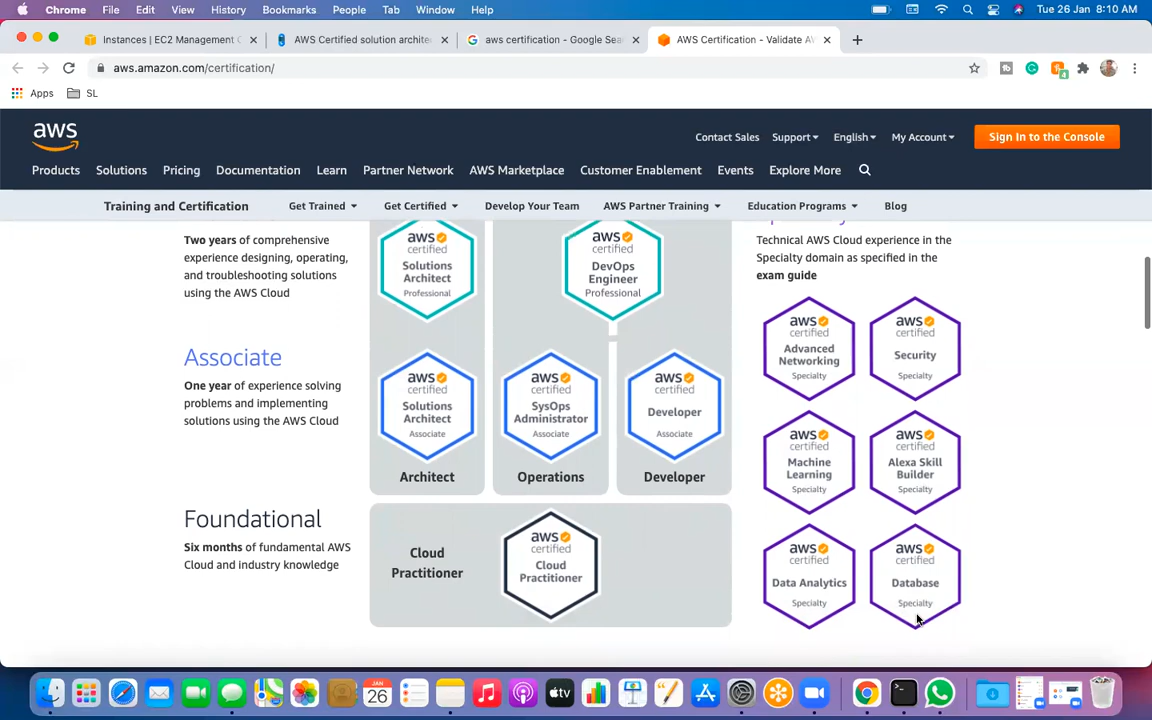 Chrome File Edit View History Bookmarks People Tab Window Help Tue 26 Jan 8:10 AM
Instances | EC2 Management C AWS Certified solution archite AWS certification - Google Sea AWS Certification - Validate AV
aws.amazon.com/certification/
Apps SL
aws Contact Sales Support English My Account Sign In to the Console
Products Solutions Pricing Documentation Learn Partner Network AWS Marketplace Customer Enablement Events Explore More
Training and Certification Get Trained Get Certified Develop Your Team AWS Partner Training Education Programs Blog
Two years of comprehensive
experience designing, operating,
and troubleshooting solutions
using the AWS Cloud
aws
certified
Solutions
Architect
Professional
aws
certified
DevOps
Engineer
Professional
Technical AWS Cloud experience in the
Specialty domain as specified in the
exam guide
aws
certified
Advanced
Networking
Specialty
aws
certified
Security
Specialty
Associate
One year of experience solving
problems and implementing
solutions using the AWS Cloud
aws
certified
Solutions
Architect
Associate
Architect
aws
certified
SysOps
Administrator
Associate
Operations
aws
certified
Developer
Associate
Developer
aws
certified
Machine
Learning
Specialty
aws
certified
Alexa Skill
Builder
Specialty
Foundational
Six months of fundamental AWS
Cloud and industry knowledge
Cloud
Practitioner
aws
certified
Cloud
Practitioner
aws
certified
Data Analytics
Specialty
aws
certified
Database
Specialty
JAN
26
tv